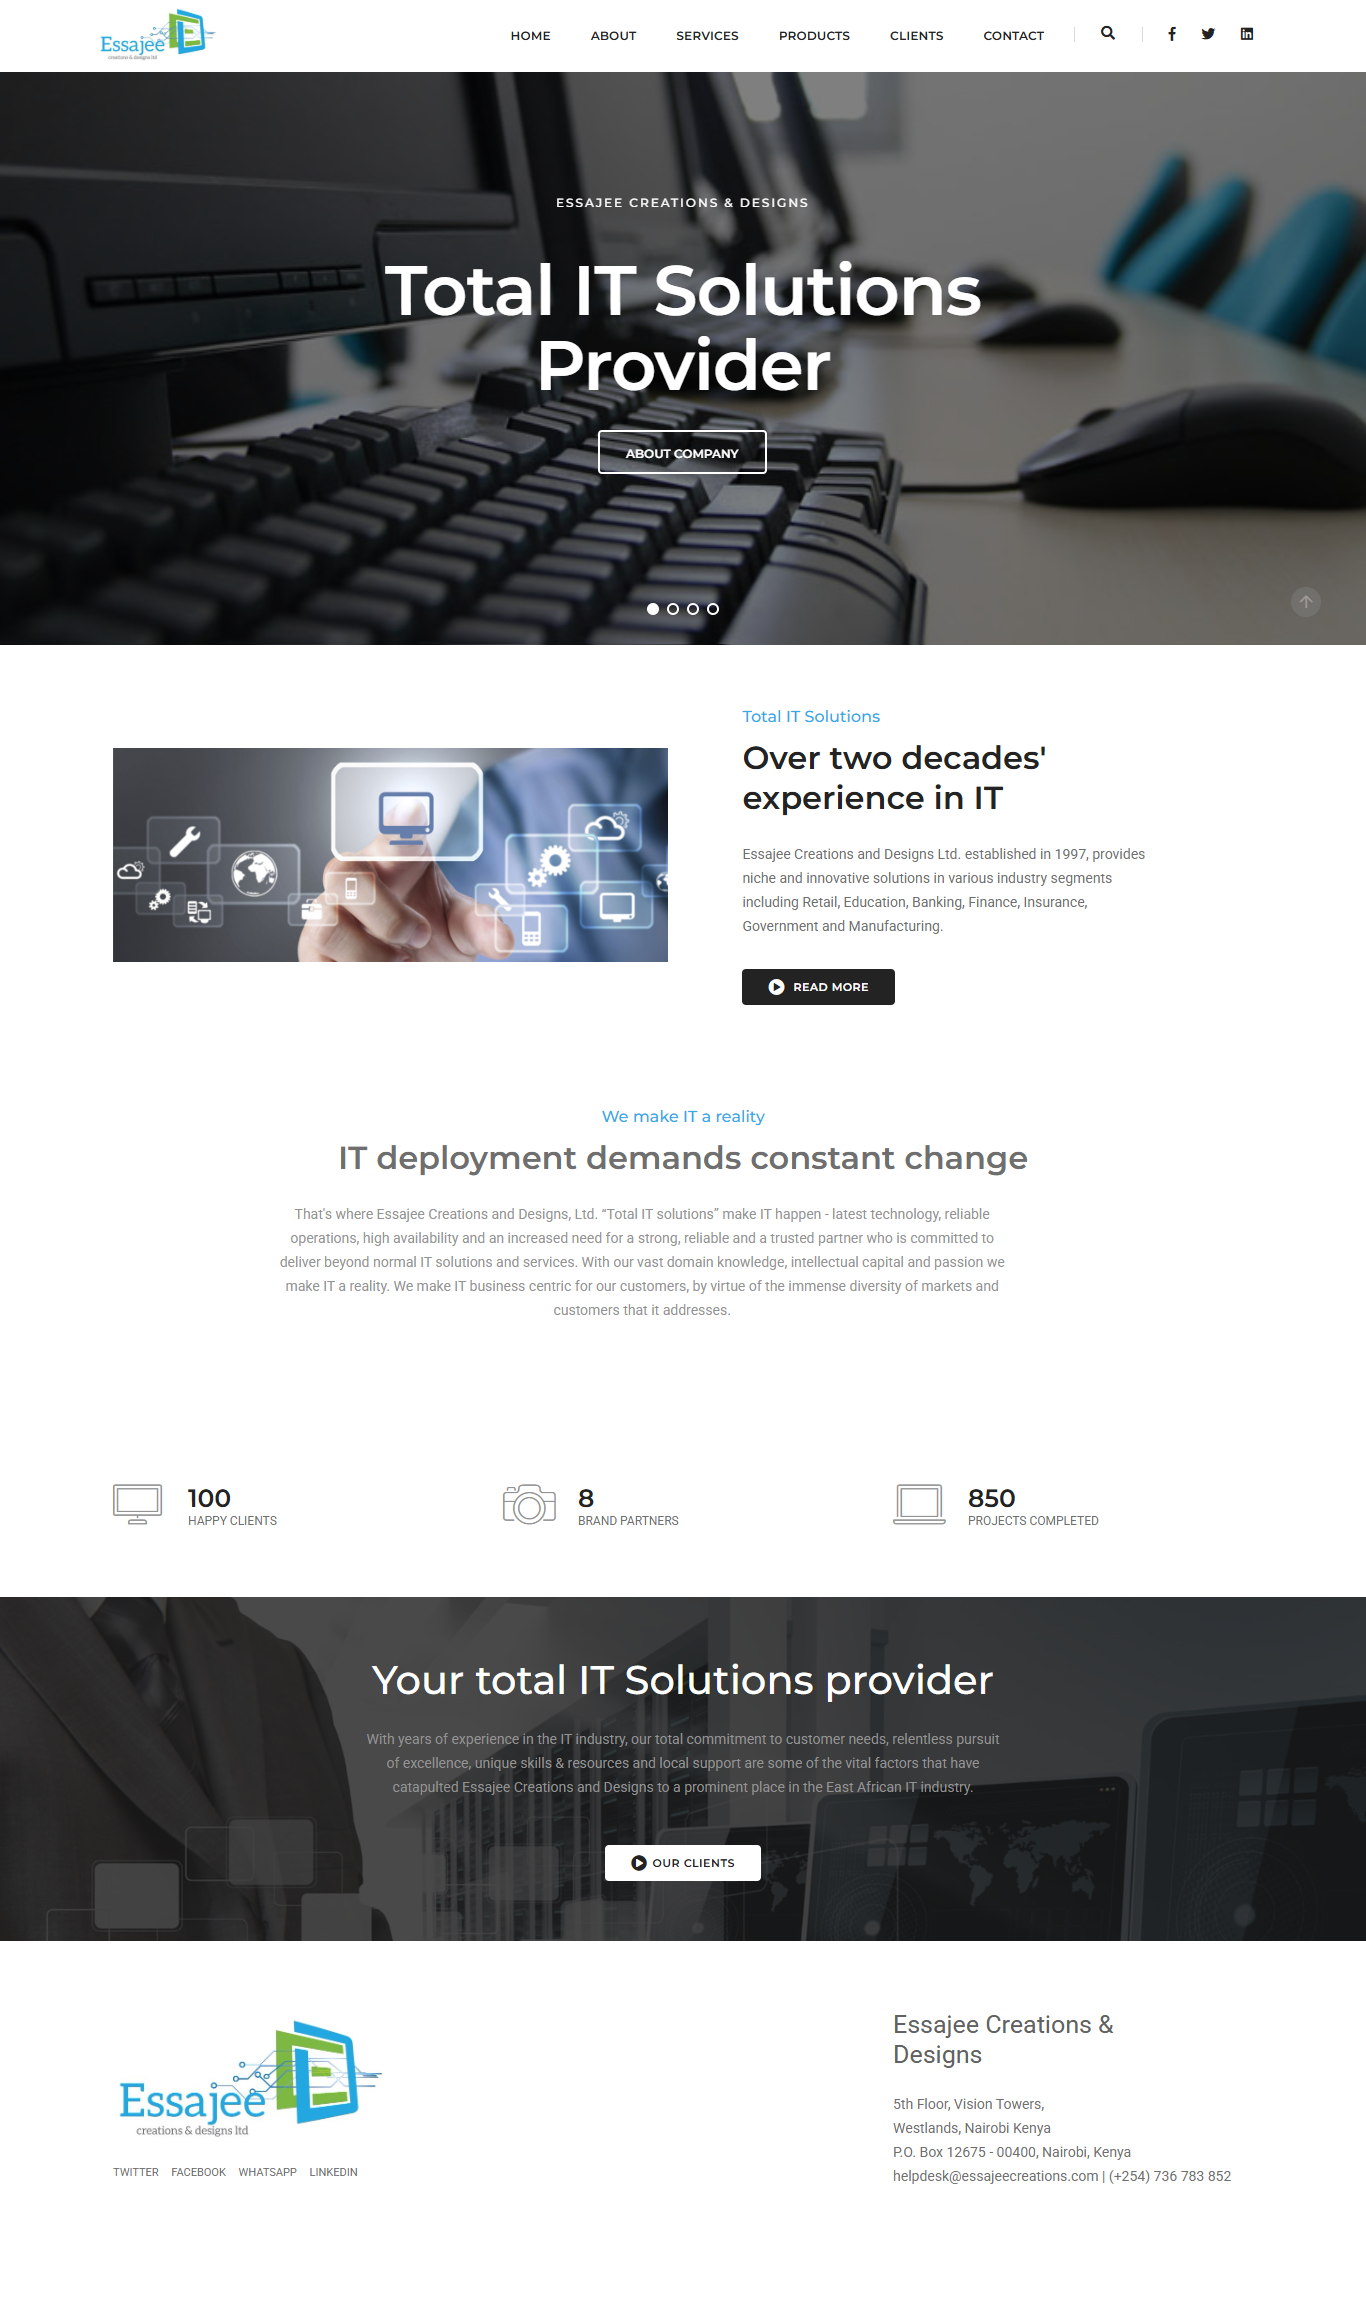 Essajee
creations & designs ltd
HOME ABOUT SERVICES PRODUCTS CLIENTS CONTACT
ESSAJEE CREATIONS & DESIGNS
Total IT Solutions
Provider
ABOUT COMPANY
Total IT Solutions
Over two decades'
experience in IT
Essajee Creations and Designs Ltd. established in 1997, provides
niche and innovative solutions in various industry segments
including Retail, Education, Banking, Finance, Insurance,
Government and Manufacturing.
READ MORE
We make IT a reality
IT deployment demands constant change
That's where Essajee Creations and Designs, Ltd. “Total IT solutions” make IT happen - latest technology, reliable
operations, high availability and an increased need for a strong, reliable and a trusted partner who is committed to
deliver beyond normal IT solutions and services. With our vast domain knowledge, intellectual capital and passion we
make IT a reality. We make IT business centric for our customers, by virtue of the immense diversity of markets and
customers that it addresses.
100
HAPPY CLIENTS
8
BRAND PARTNERS
850
PROJECTS COMPLETED
Your total IT Solutions provider
With years of experience in the IT industry, our total commitment to customer needs, relentless pursuit
of excellence, unique skills & resources and local support are some of the vital factors that have
catapulted Essajee Creations and Designs to a prominent place in the East African IT industry.
OUR CLIENTS
Essajee
creations & designs ltd
TWITTER FACEBOOK WHATSAPP LINKEDIN
Essajee Creations &
Designs
5th Floor, Vision Towers,
Westlands, Nairobi Kenya
P.O. Box 12675 - 00400, Nairobi, Kenya
helpdesk@essajeecreations.com | (+254) 736 783 852